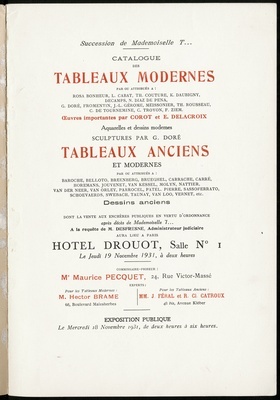 Succession de Mademoiselle T...
CATALOGUE
DES
TABLEAUX MODERNES
PAR OU ATTRIBUÉS A :
ROSA BONHEUR, L. CABAT, TH. COUTURE, K. DAUBIGNY,
DECAMPS, N. DIAZ DE PENA,
G. DORÉ, FROMENTIN, J.-L. GÉROME, MEISSONIER, TH. ROUSSEAU,
C. DE TOURNEMINE, C. TROYON, F. ZIEM.
Œuvres importantes par COROT et E. DELACROIX
Aquarelles et dessins modernes
SCULPTURES PAR G. DORÉ
TABLEAUX ANCIENS
ET MODERNES
PAR OU ATTRIBUÉS A :
BAROCHE, BELLOTO, BREENBERG, BRUEGHEL, CARRACHE, CARRÉ,
HOREMANS, JOUVENET, VAN KESSEL, MOLYN, NATTIER,
VAN DER NEER, VAN ORLEY, PARROCEL, PATEL, PIERRE, SASSOFERRATO,
SCHOEVAERDTS, SWEBACH, TAUNAY, VAN LOO, VERNET, etc.
Dessins anciens
DONT LA VENTE AUX ENCHÈRES PUBLIQUES EN VERTU D'ORDONNANCE
après décès de Mademoiselle T...
A la requête de M. DESPRUNE, Administrateur judiciaire
AURA LIEU A PARIS
HOTEL DROUOT, Salle N° 1
Le Jeudi 19 Novembre 1931, à deux heures
COMMISSAIRE-PRISEUR :
Me Maurice PECQUET, 24, Rue Victor-Massé
EXPERTS :
Pour les Tableaux Modernes : Pour les Tableaux Anciens :
M. Hector BRAME MM. J. FÉRAL et R. G. CATROUX
Boulevard Malesherbes Avenue Kléber
EXPOSITION PUBLIQUE
Le Mercredi 18 Novembre 1931, de deux heures à six heures.